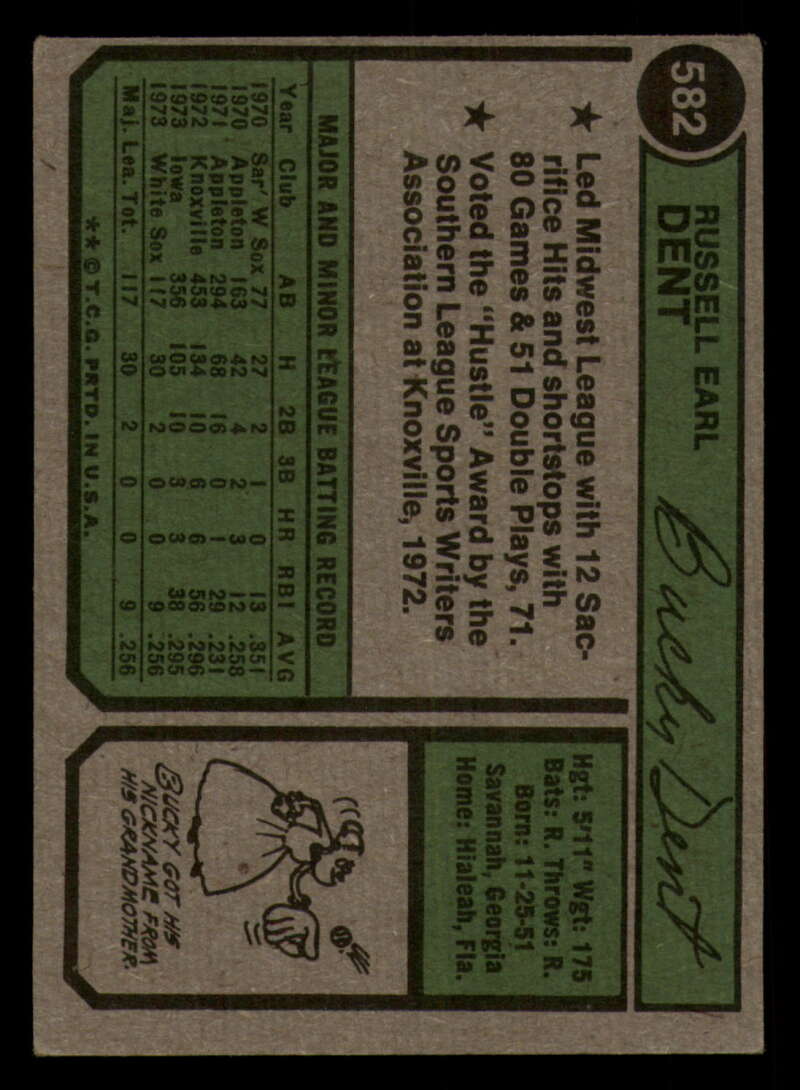 582
RUSSELL EARL
DENT
Bucky Dent
★ Led Midwest League with 12 Sac-
rifice Hits and shortstops with
80 Games & 51 Double Plays, 71.
★ Voted the "Hustle" Award by the
Southern League Sports Writers
Association at Knoxville, 1972.
MAJOR AND MINOR LEAGUE BATTING RECORD
Year Club AB H 2B 3B HR RBI AVG
1970 Sar' W Sox 77 27 2 1 0 13 .351
1970 Appleton 163 42 4 2 3 12 .258
1971 Appleton 294 68 16 0 1 29 .231
1972 Knoxville 453 134 10 6 6 56 .296
1973 Iowa 356 105 10 3 3 38 .295
1973 White Sox 117 30 2 0 0 9 .256
Maj. Lea. Tot. 117 30 2 0 0 9 .256
**© T.C.G. PRTD. IN U.S.A.
Hgt: 5'11" Wgt: 175
Bats: R. Throws: R.
Born: 11-25-51
Savannah, Georgia
Home: Hialeah, Fla.
BUCKY GOT HIS
NICKNAME FROM
HIS GRANDMOTHER.